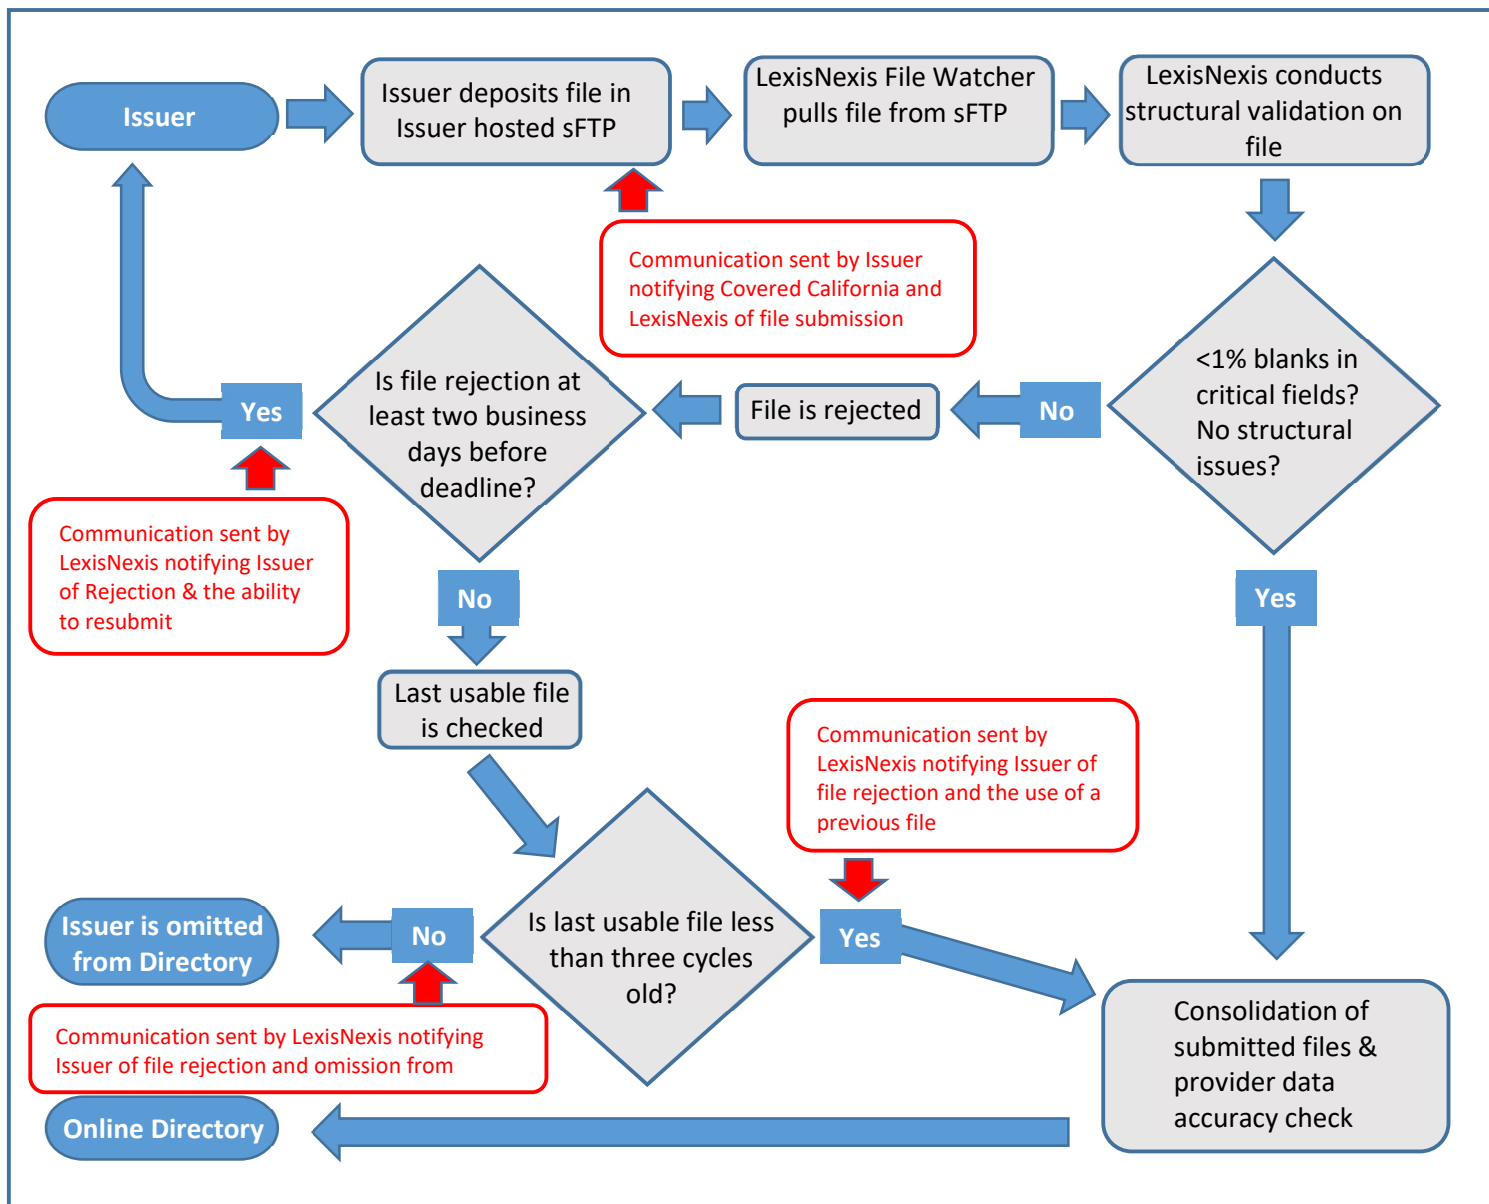 Issuer
Issuer deposits file in
Issuer hosted sFTP
LexisNexis File Watcher
pulls file from sFTP
LexisNexis conducts
structural validation on
file
Communication sent by Issuer
notifying Covered California and
LexisNexis of file submission
<1% blanks in
critical fields?
No structural
issues?
No
File is rejected
Is file rejection at
least two business
days before
deadline?
Yes
Communication sent by
LexisNexis notifying Issuer
of Rejection & the ability
to resubmit
No
Yes
Last usable file
is checked
Communication sent by
LexisNexis notifying Issuer of
file rejection and the use of a
previous file
Is last usable file less
than three cycles
old?
No
Yes
Issuer is omitted
from Directory
Communication sent by LexisNexis notifying
Issuer of file rejection and omission from
Consolidation of
submitted files &
provider data
accuracy check
Online Directory